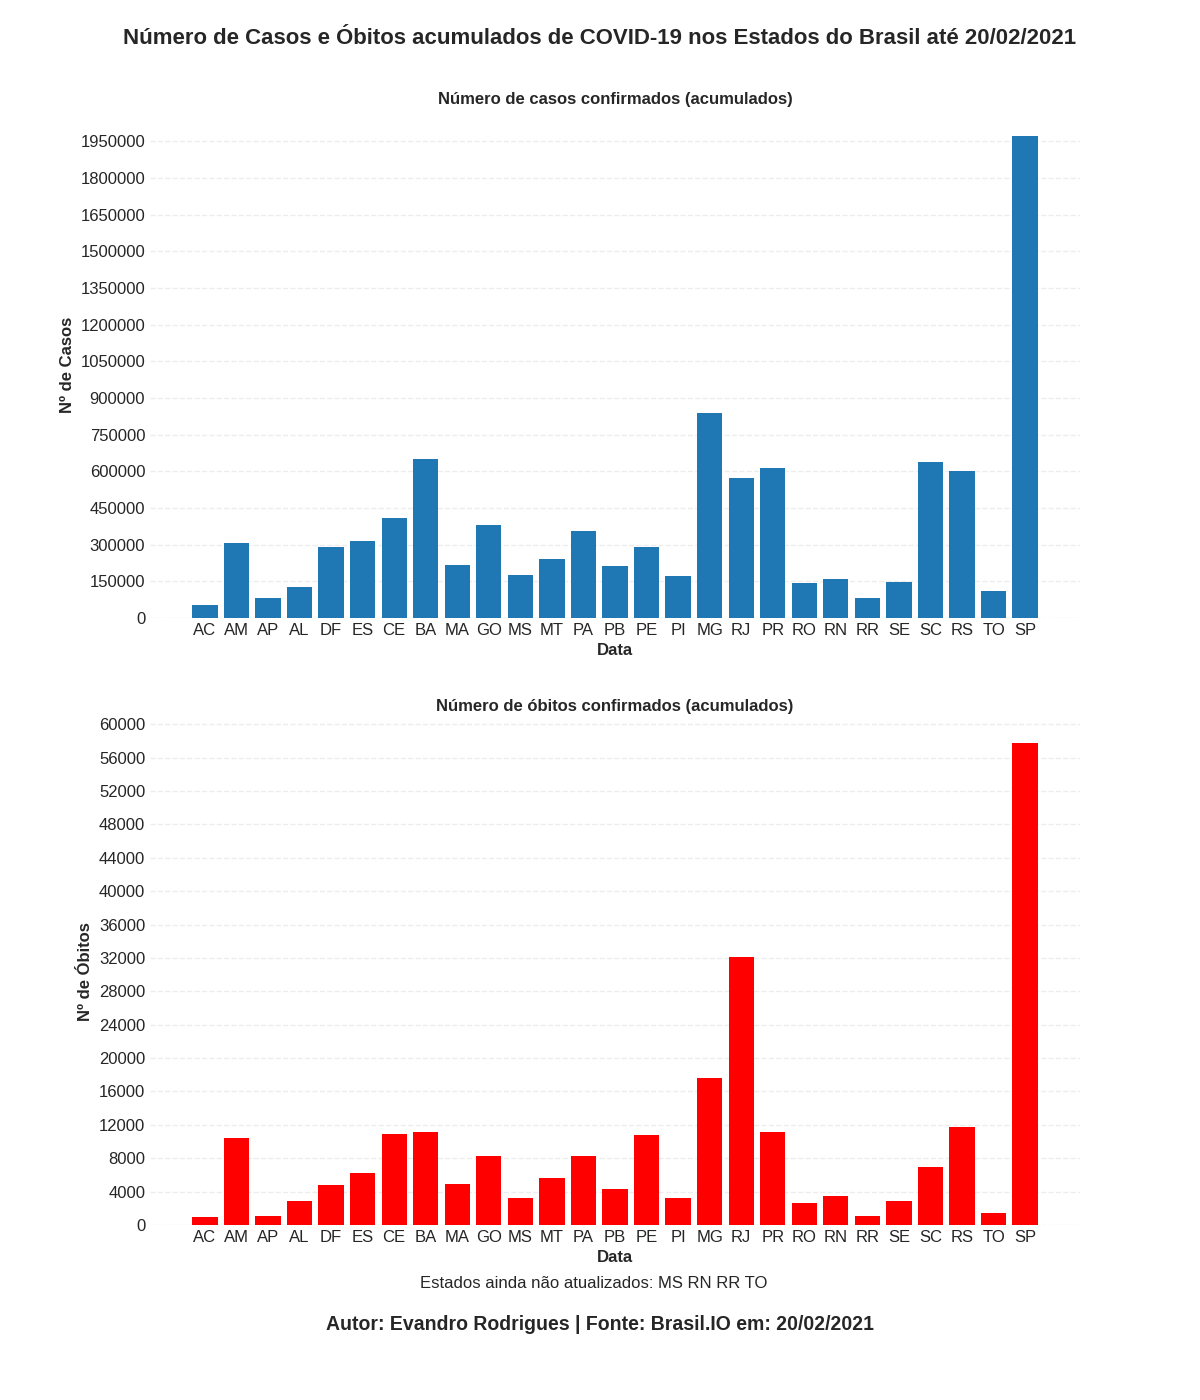 Número de Casos e Óbitos acumulados de COVID-19 nos Estados do Brasil até 20/02/2021
Número de casos confirmados (acumulados)
1950000
1800000
1650000
1500000
1350000
1200000
1050000
900000
750000
600000
450000
300000
150000
0
Nº de Casos
AC AM AP AL DF ES CE BA MA GO MS MT PA PB PE PI MG RJ PR RO RN RR SE SC RS TO SP
Data
Número de óbitos confirmados (acumulados)
60000
56000
52000
48000
44000
40000
36000
32000
28000
24000
20000
16000
12000
8000
4000
0
Nº de Óbitos
AC AM AP AL DF ES CE BA MA GO MS MT PA PB PE PI MG RJ PR RO RN RR SE SC RS TO SP
Data
Estados ainda não atualizados: MS RN RR TO
Autor: Evandro Rodrigues | Fonte: Brasil.IO em: 20/02/2021